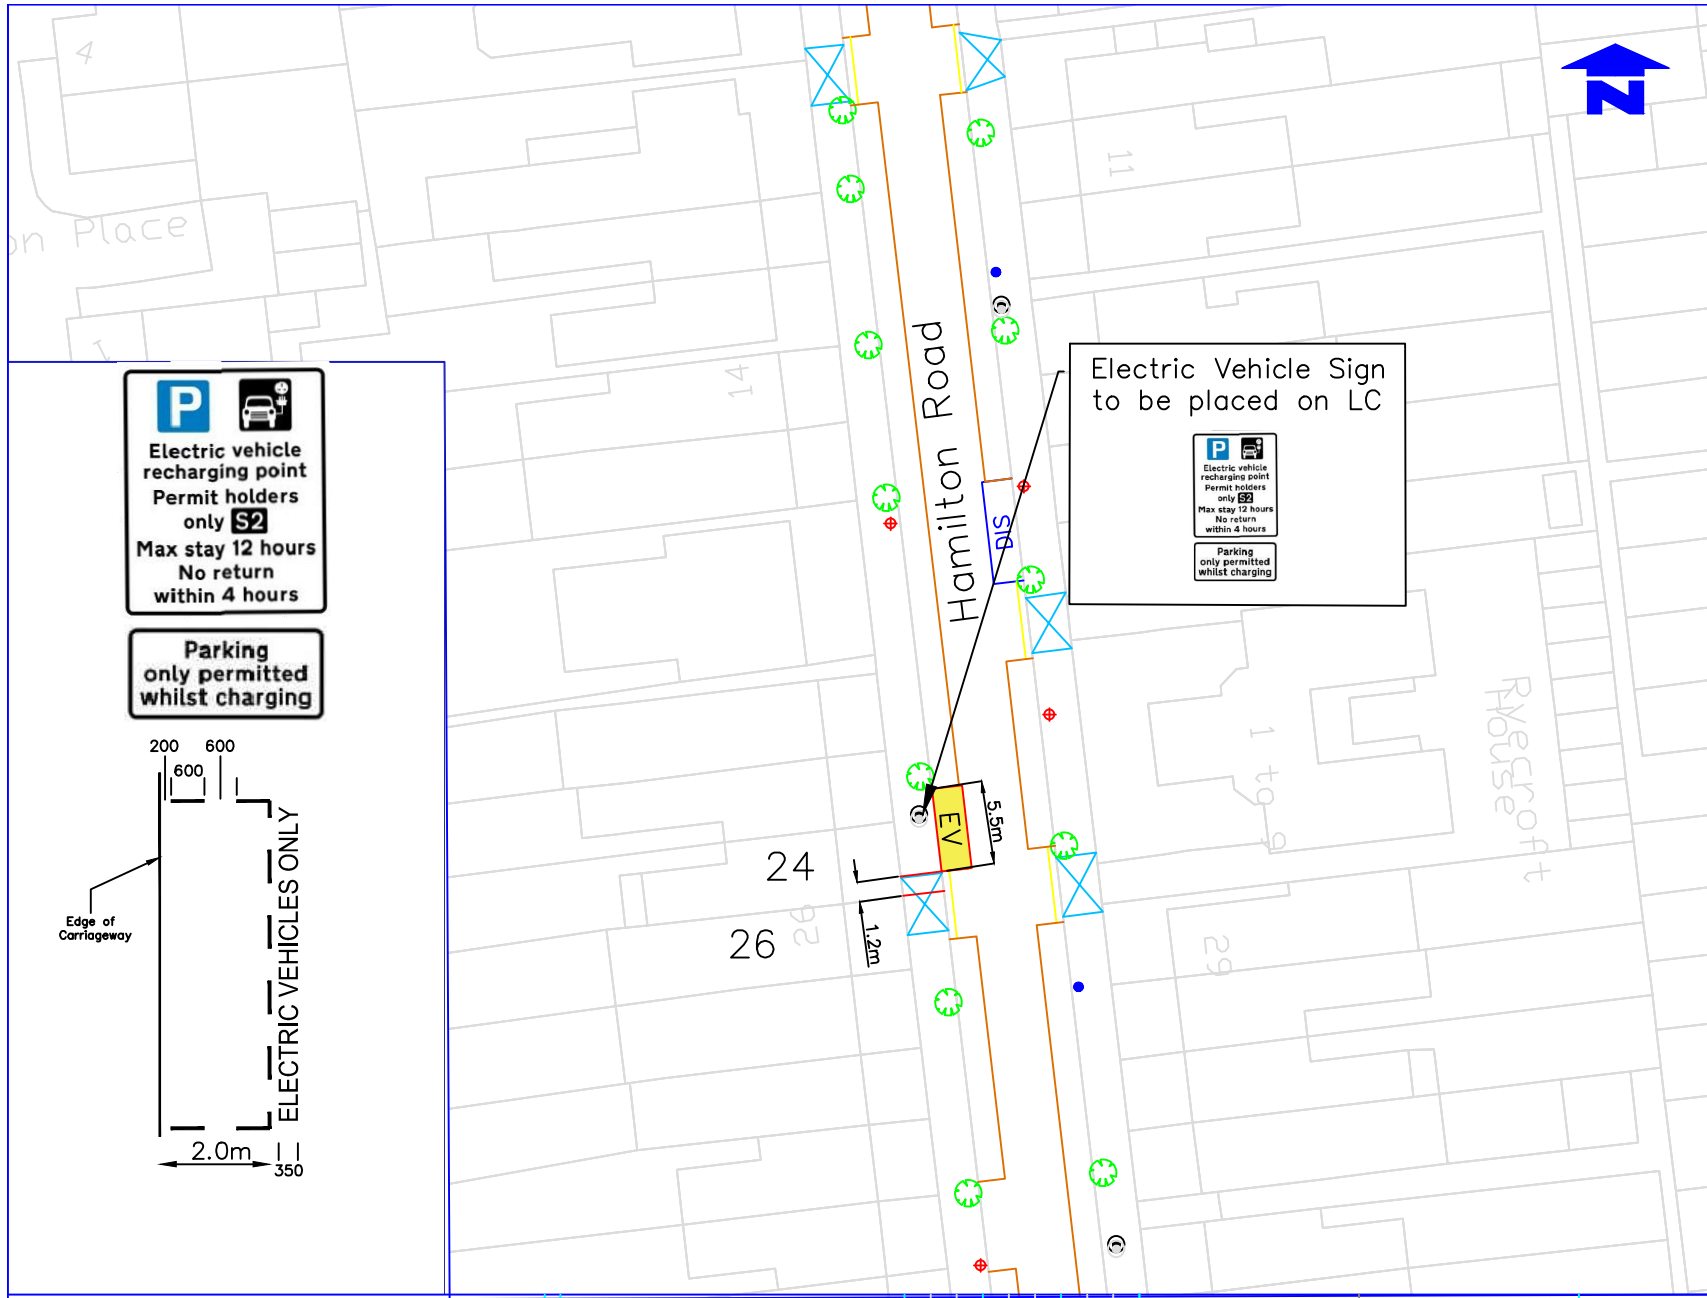 4
on Place
1
P
Electric vehicle
recharging point
Permit holders
only S2
Max stay 12 hours
No return
within 4 hours
Parking
only permitted
whilst charging
200
600
600
ELECTRIC VEHICLES ONLY
Edge of
Carriageway
2.0m
350
N
11
14
Hamilton Road
DIS
Electric Vehicle Sign
to be placed on LC
P
Electric vehicle
recharging point
Permit holders
only S2
Max stay 12 hours
No return
within 4 hours
Parking
only permitted
whilst charging
EV
5.5m
24
26
26
1.2m
1 to 9
Ryecroft
House
29